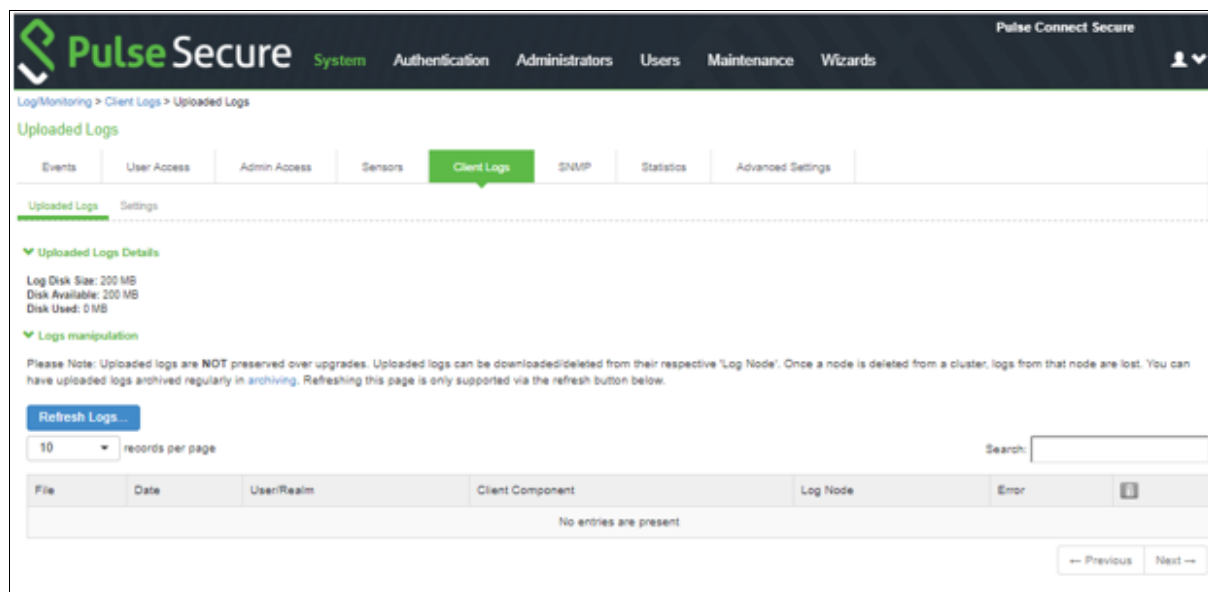 Pulse Connect Secure
Pulse Secure
System Authentication Administrators Users Maintenance Wizards
Log/Monitoring > Client Logs > Uploaded Logs
Uploaded Logs
Events User Access Admin Access Sensors Client Logs SNMP Statistics Advanced Settings
Uploaded Logs Settings
Uploaded Logs Details
Log Disk Size: 200 MB
Disk Available: 200 MB
Disk Used: 0 MB
Logs manipulation
Please Note: Uploaded logs are NOT preserved over upgrades. Uploaded logs can be downloaded/deleted from their respective 'Log Node'. Once a node is deleted from a cluster, logs from that node are lost. You can
have uploaded logs archived regularly in archiving. Refreshing this page is only supported via the refresh button below.
Refresh Logs...
10 records per page Search:
File Date User/Realm Client Component Log Node Error
No entries are present
← Previous Next →